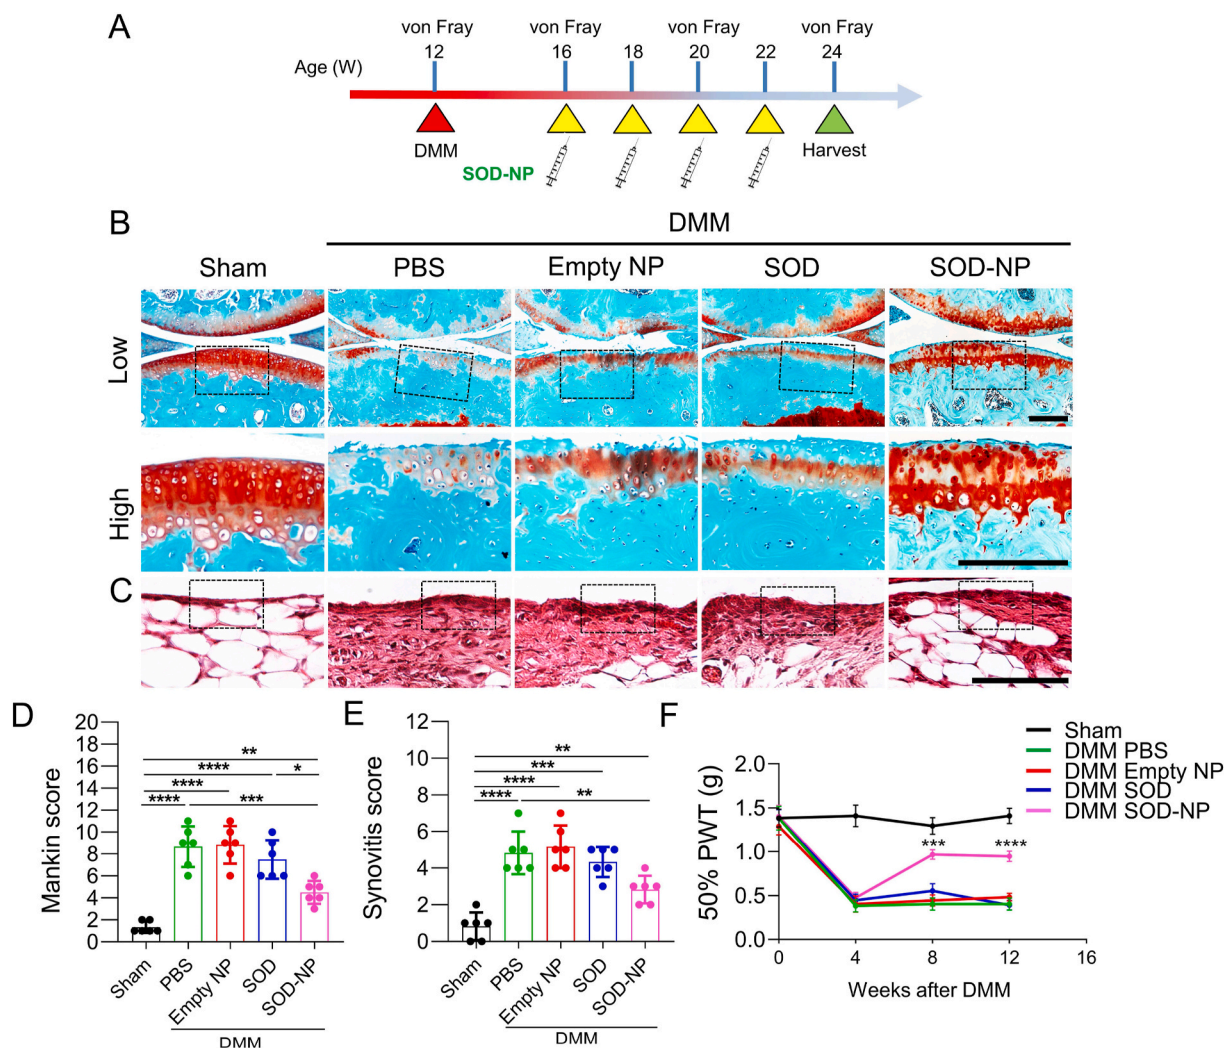 A
von Fray von Fray von Fray von Fray
12 16 18 20 22 24
Age (W)
DMM
Harvest
SOD-NP
B
DMM
Sham PBS Empty NP SOD SOD-NP
Low
High
C
D
Mankin score
20
18
16
14
12
10
8
6
4
2
0
**
**** *
****
**** ***
Sham PBS Empty NP SOD SOD-NP
DMM
E
Synovitis score
12
10
8
6
4
2
0
**
***
****
**** **
Sham PBS Empty NP SOD SOD-NP
DMM
F
Sham
DMM PBS
DMM Empty NP
DMM SOD
DMM SOD-NP
50% PWT (g)
2.0
1.5
1.0
0.5
0.0
*** ****
0 4 8 12 16
Weeks after DMM